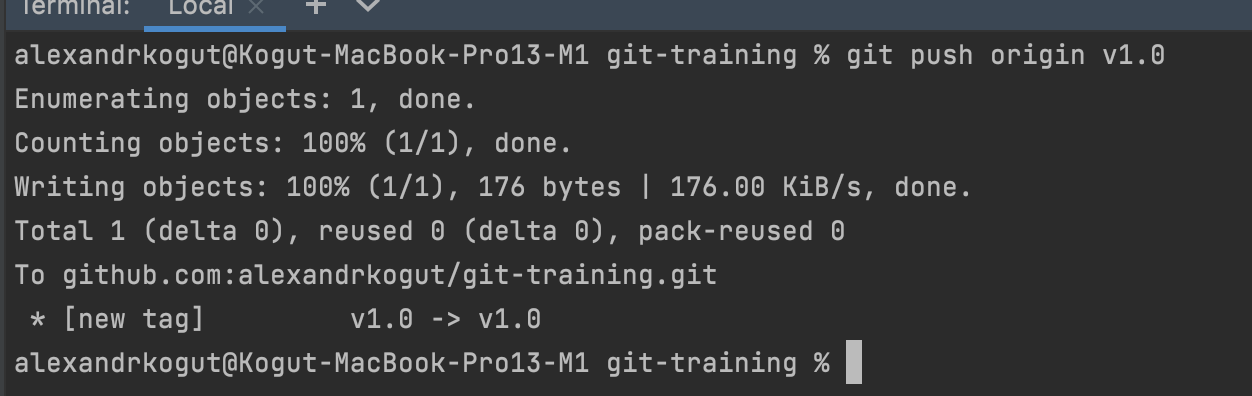 Terminal: Local × +
alexandrkogut@Kogut-MacBook-Pro13-M1 git-training % git push origin v1.0
Enumerating objects: 1, done.
Counting objects: 100% (1/1), done.
Writing objects: 100% (1/1), 176 bytes | 176.00 KiB/s, done.
Total 1 (delta 0), reused 0 (delta 0), pack-reused 0
To github.com:alexandrkogut/git-training.git
 * [new tag]         v1.0 -> v1.0
alexandrkogut@Kogut-MacBook-Pro13-M1 git-training %